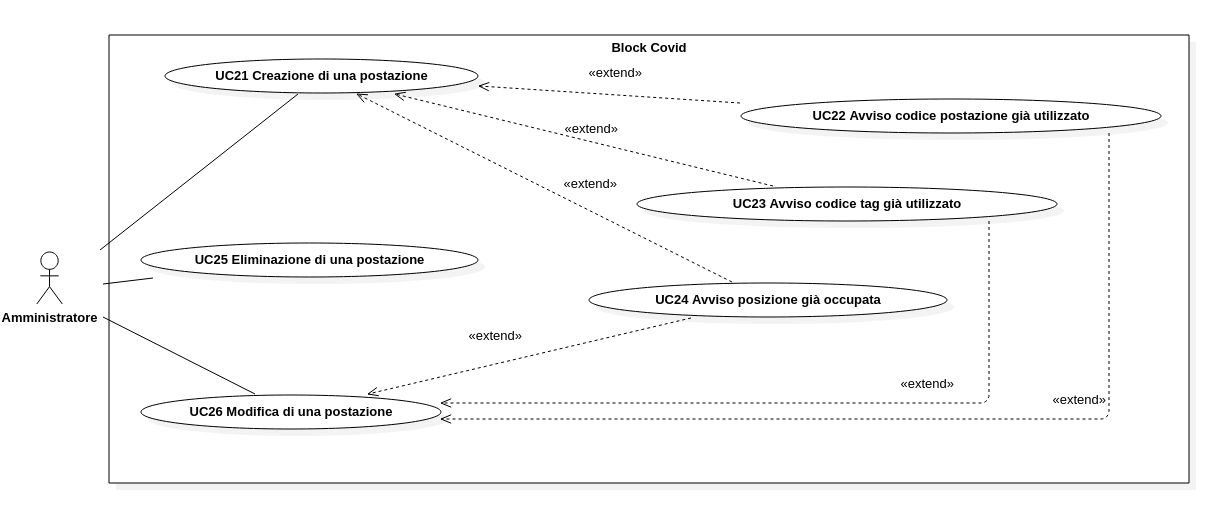 Block Covid
UC21 Creazione di una postazione
«extend»
UC22 Avviso codice postazione già utilizzato
«extend»
«extend»
UC23 Avviso codice tag già utilizzato
UC25 Eliminazione di una postazione
UC24 Avviso posizione già occupata
Amministratore
«extend»
«extend»
«extend»
UC26 Modifica di una postazione